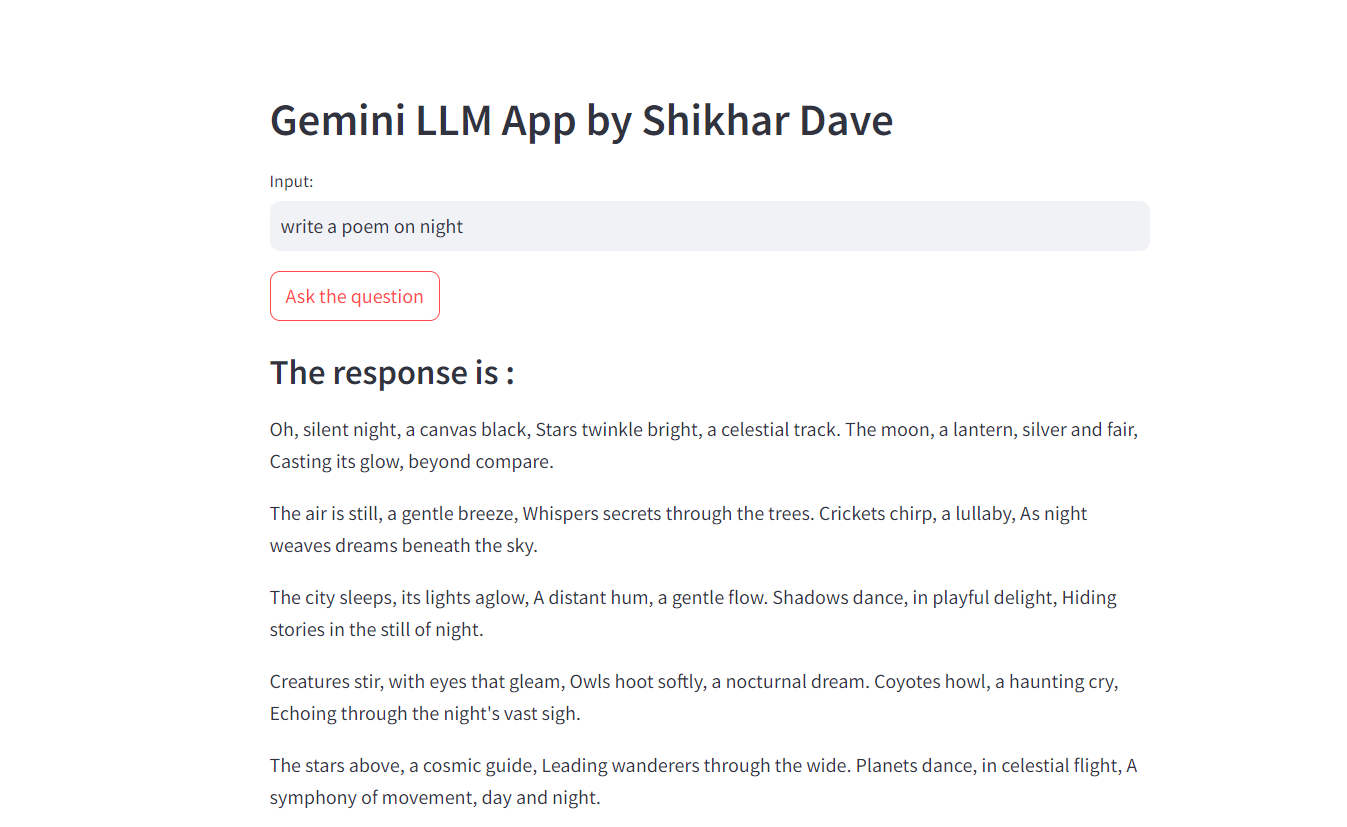 Gemini LLM App by Shikhar Dave
Input:
write a poem on night
Ask the question
The response is :
Oh, silent night, a canvas black, Stars twinkle bright, a celestial track. The moon, a lantern, silver and fair,
Casting its glow, beyond compare.
The air is still, a gentle breeze, Whispers secrets through the trees. Crickets chirp, a lullaby, As night
weaves dreams beneath the sky.
The city sleeps, its lights aglow, A distant hum, a gentle flow. Shadows dance, in playful delight, Hiding
stories in the still of night.
Creatures stir, with eyes that gleam, Owls hoot softly, a nocturnal dream. Coyotes howl, a haunting cry,
Echoing through the night's vast sigh.
The stars above, a cosmic guide, Leading wanderers through the wide. Planets dance, in celestial flight, A
symphony of movement, day and night.